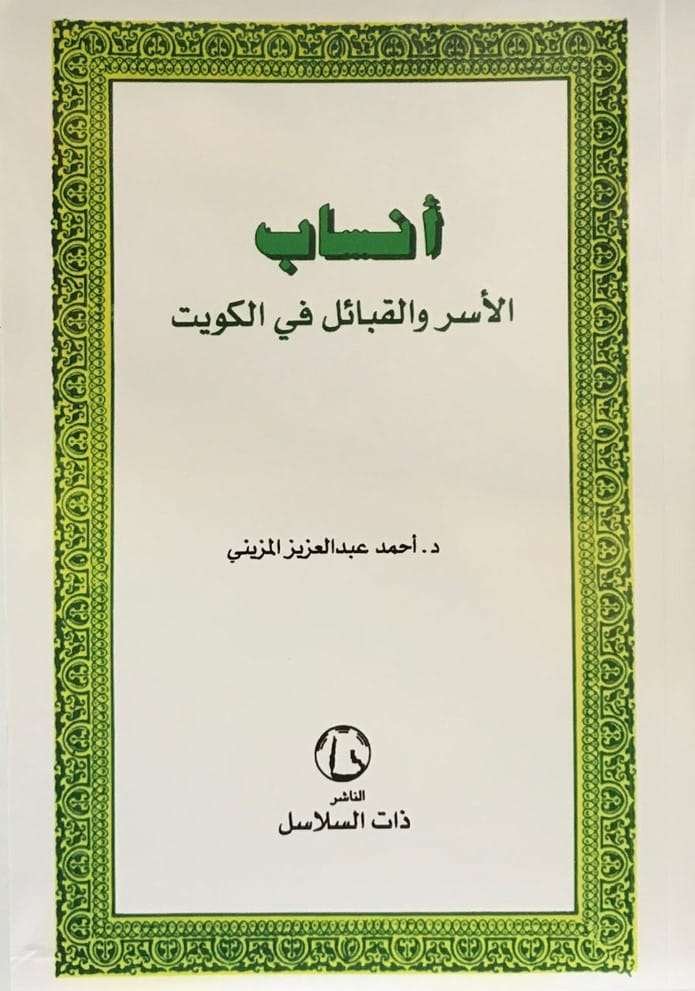 أنساب
الأسر والقبائل في الكويت
د. أحمد عبدالعزيز المزيني
الناشر
ذات السلاسل